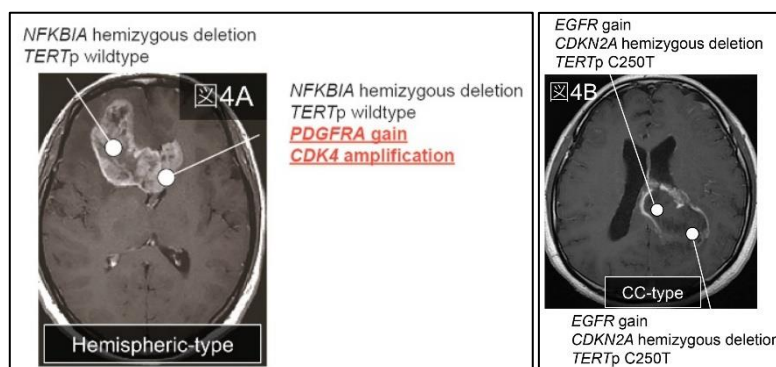 NFKBIA hemizygous deletion
TERTp wildtype
図4A
NFKBIA hemizygous deletion
TERTp wildtype
PDGFRA gain
CDK4 amplification
Hemispheric-type
EGFR gain
CDKN2A hemizygous deletion
TERTp C250T
図4B
CC-type
EGFR gain
CDKN2A hemizygous deletion
TERTp C250T